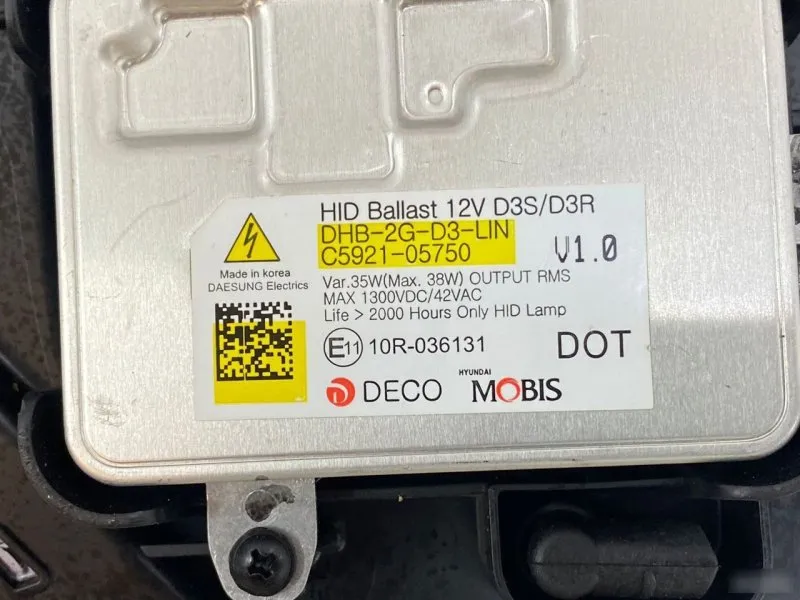 HID Ballast 12V D3S/D3R
DHB-2G-D3-LIN
C5921-05750
V1.0
Made in korea
DAESUNG Electrics
Var.35W(Max. 38W) OUTPUT RMS
MAX 1300VDC/42VAC
Life > 2000 Hours Only HID Lamp
E11 10R-036131
DOT
DECO
HYUNDAI
MOBIS